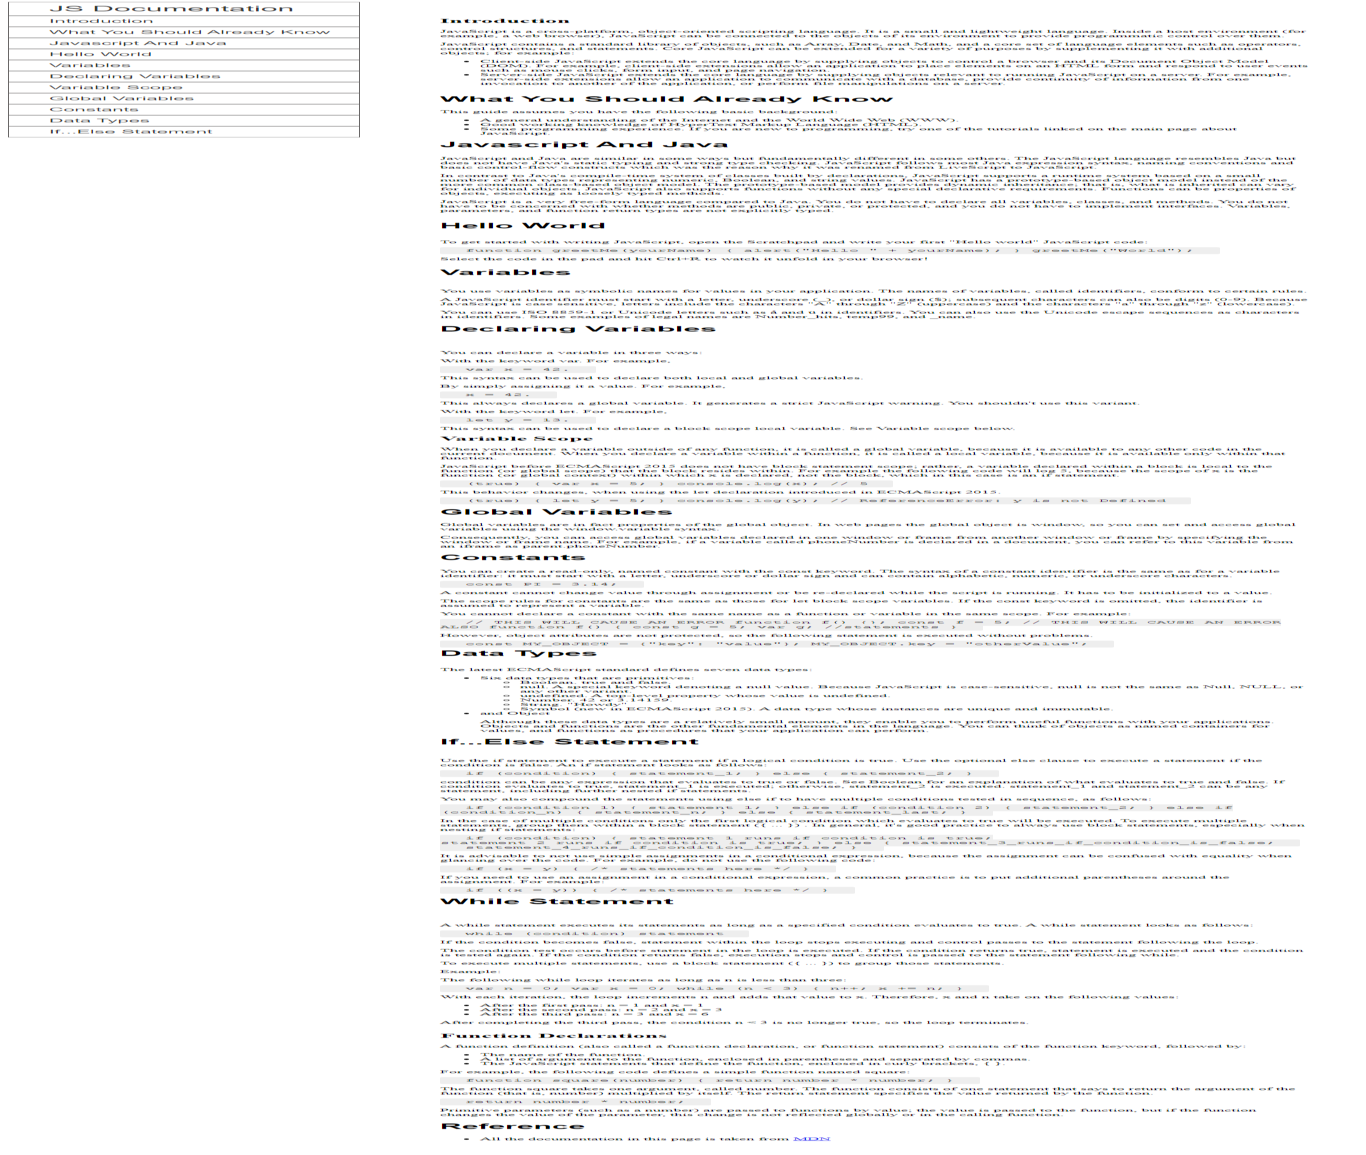 JS Documentation
Introduction
What You Should Already Know
Javascript And Java
Hello World
Variables
Declaring Variables
Variable Scope
Global Variables
Constants
Data Types
If...Else Statement
Introduction
JavaScript is a cross-platform, object-oriented scripting language. It is a small and lightweight language. Inside a host environment (for
example, a web browser), JavaScript can be connected to the objects of its environment to provide programmatic control over them.
JavaScript contains a standard library of objects, such as Array, Date, and Math, and a core set of language elements such as operators,
control structures, and statements. Core JavaScript can be extended for a variety of purposes by supplementing it with additional
objects, for example:
Client-side JavaScript extends the core language by supplying objects to control a browser and its Document Object Model
(DOM). For example, client-side extensions allow an application to place elements on an HTML form and respond to user events
such as mouse clicks, form input, and page navigation.
Server-side JavaScript extends the core language by supplying objects relevant to running JavaScript on a server. For example,
server-side extensions allow an application to communicate with a database, provide continuity of information from one
invocation to another of the application, or perform file manipulations on a server.
What You Should Already Know
This guide assumes you have the following basic background:
A general understanding of the Internet and the World Wide Web (WWW).
Good working knowledge of HyperText Markup Language (HTML).
Some programming experience. If you are new to programming, try one of the tutorials linked on the main page about
JavaScript.
Javascript And Java
JavaScript and Java are similar in some ways but fundamentally different in some others. The JavaScript language resembles Java but
does not have Java's static typing and strong type checking. JavaScript follows most Java expression syntax, naming conventions and
basic control-flow constructs which was the reason why it was renamed from LiveScript to JavaScript.
In contrast to Java's compile-time system of classes built by declarations, JavaScript supports a runtime system based on a small
number of data types representing numeric, Boolean, and string values. JavaScript has a prototype-based object model instead of the
more common class-based object model. The prototype-based model provides dynamic inheritance; that is, what is inherited can vary
for individual objects. JavaScript also supports functions without any special declarative requirements. Functions can be properties of
objects, executing as loosely typed methods.
JavaScript is a very free-form language compared to Java. You do not have to declare all variables, classes, and methods. You do not
have to be concerned with whether methods are public, private, or protected, and you do not have to implement interfaces. Variables,
parameters, and function return types are not explicitly typed.
Hello World
To get started with writing JavaScript, open the Scratchpad and write your first "Hello world" JavaScript code:
function greetMe(yourName) { alert("Hello " + yourName); } greetMe("World");
Select the code in the pad and hit Ctrl+R to watch it unfold in your browser!
Variables
You use variables as symbolic names for values in your application. The names of variables, called identifiers, conform to certain rules.
A JavaScript identifier must start with a letter, underscore (_), or dollar sign ($); subsequent characters can also be digits (0-9). Because
JavaScript is case sensitive, letters include the characters "A" through "Z" (uppercase) and the characters "a" through "z" (lowercase).
You can use ISO 8859-1 or Unicode letters such as å and ü in identifiers. You can also use the Unicode escape sequences as characters
in identifiers. Some examples of legal names are Number_hits, temp99, and _name.
Declaring Variables
You can declare a variable in three ways:
With the keyword var. For example,
var x = 42.
This syntax can be used to declare both local and global variables.
By simply assigning it a value. For example,
x = 42.
This always declares a global variable. It generates a strict JavaScript warning. You shouldn't use this variant.
With the keyword let. For example,
let y = 13.
This syntax can be used to declare a block scope local variable. See Variable scope below.
Variable Scope
When you declare a variable outside of any function, it is called a global variable, because it is available to any other code in the
current document. When you declare a variable within a function, it is called a local variable, because it is available only within that
function.
JavaScript before ECMAScript 2015 does not have block statement scope; rather, a variable declared within a block is local to the
function (or global scope) that the block resides within. For example the following code will log 5, because the scope of x is the
function (or global context) within which x is declared, not the block, which in this case is an if statement.
(true) { var x = 5; } console.log(x); // 5
This behavior changes, when using the let declaration introduced in ECMAScript 2015.
(true) { let y = 5; } console.log(y); // ReferenceError: y is not Defined
Global Variables
Global variables are in fact properties of the global object. In web pages the global object is window, so you can set and access global
variables using the window.variable syntax.
Consequently, you can access global variables declared in one window or frame from another window or frame by specifying the
window or frame name. For example, if a variable called phoneNumber is declared in a document, you can refer to this variable from
an iframe as parent.phoneNumber.
Constants
You can create a read-only, named constant with the const keyword. The syntax of a constant identifier is the same as for a variable
identifier: it must start with a letter, underscore or dollar sign and can contain alphabetic, numeric, or underscore characters.
const PI = 3.14;
A constant cannot change value through assignment or be re-declared while the script is running. It has to be initialized to a value.
The scope rules for constants are the same as those for let block scope variables. If the const keyword is omitted, the identifier is
assumed to represent a variable.
You cannot declare a constant with the same name as a function or variable in the same scope. For example:
// THIS WILL CAUSE AN ERROR function f() {}; const f = 5; // THIS WILL CAUSE AN ERROR
ALSO function f() { const g = 5; var g; //statements }
However, object attributes are not protected, so the following statement is executed without problems.
const MY_OBJECT = {"key": "value"}; MY_OBJECT.key = "otherValue";
Data Types
The latest ECMAScript standard defines seven data types:
Six data types that are primitives:
Boolean. true and false.
null. A special keyword denoting a null value. Because JavaScript is case-sensitive, null is not the same as Null, NULL, or
any other variant.
undefined. A top-level property whose value is undefined.
Number. 42 or 3.14159.
String. "Howdy"
Symbol (new in ECMAScript 2015). A data type whose instances are unique and immutable.
and Object
Although these data types are a relatively small amount, they enable you to perform useful functions with your applications.
Objects and functions are the other fundamental elements in the language. You can think of objects as named containers for
values, and functions as procedures that your application can perform.
If...Else Statement
Use the if statement to execute a statement if a logical condition is true. Use the optional else clause to execute a statement if the
condition is false. An if statement looks as follows:
if (condition) { statement_1; } else { statement_2; }
condition can be any expression that evaluates to true or false. See Boolean for an explanation of what evaluates to true and false. If
condition evaluates to true, statement_1 is executed; otherwise, statement_2 is executed. statement_1 and statement_2 can be any
statement, including further nested if statements.
You may also compound the statements using else if to have multiple conditions tested in sequence, as follows:
if (condition_1) { statement_1; } else if (condition_2) { statement_2; } else if
(condition_n) { statement_n; } else { statement_last; }
In the case of multiple conditions only the first logical condition which evaluates to true will be executed. To execute multiple
statements, group them within a block statement ({ ... }) . In general, it's good practice to always use block statements, especially when
nesting if statements:
if (condition) { statement_1_runs_if_condition_is_true;
statement_2_runs_if_condition_is_true; } else { statement_3_runs_if_condition_is_false;
statement_4_runs_if_condition_is_false; }
It is advisable to not use simple assignments in a conditional expression, because the assignment can be confused with equality when
glancing over the code. For example, do not use the following code:
if (x = y) { /* statements here */ }
If you need to use an assignment in a conditional expression, a common practice is to put additional parentheses around the
assignment. For example:
if ((x = y)) { /* statements here */ }
While Statement
A while statement executes its statements as long as a specified condition evaluates to true. A while statement looks as follows:
while (condition) statement
If the condition becomes false, statement within the loop stops executing and control passes to the statement following the loop.
The condition test occurs before statement in the loop is executed. If the condition returns true, statement is executed and the condition
is tested again. If the condition returns false, execution stops and control is passed to the statement following while.
To execute multiple statements, use a block statement ({ ... }) to group those statements.
Example:
The following while loop iterates as long as n is less than three:
var n = 0; var x = 0; while (n < 3) { n++; x += n; }
With each iteration, the loop increments n and adds that value to x. Therefore, x and n take on the following values:
After the first pass: n = 1 and x = 1
After the second pass: n = 2 and x = 3
After the third pass: n = 3 and x = 6
After completing the third pass, the condition n < 3 is no longer true, so the loop terminates.
Function Declarations
A function definition (also called a function declaration, or function statement) consists of the function keyword, followed by:
The name of the function.
A list of arguments to the function, enclosed in parentheses and separated by commas.
The JavaScript statements that define the function, enclosed in curly brackets, { }.
For example, the following code defines a simple function named square:
function square(number) { return number * number; }
The function square takes one argument, called number. The function consists of one statement that says to return the argument of the
function (that is, number) multiplied by itself. The return statement specifies the value returned by the function.
return number * number;
Primitive parameters (such as a number) are passed to functions by value; the value is passed to the function, but if the function
changes the value of the parameter, this change is not reflected globally or in the calling function.
Reference
All the documentation in this page is taken from MDN